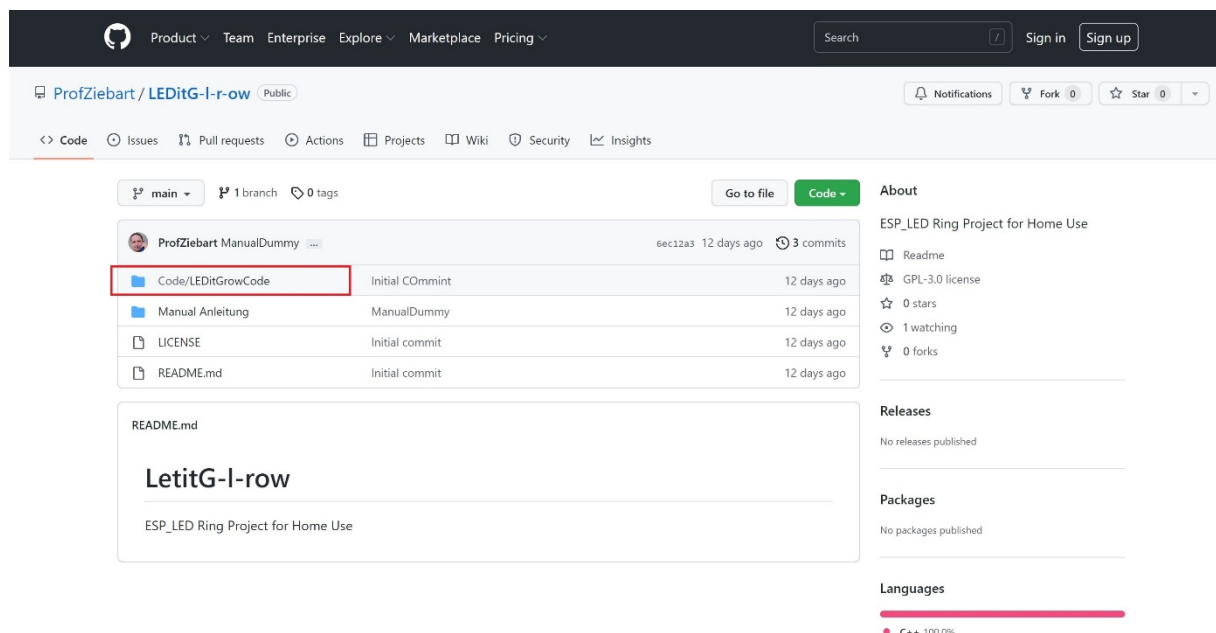 Product Team Enterprise Explore Marketplace Pricing Search / Sign in Sign up
ProfZiebart / LEDitG-l-r-ow Public Notifications Fork 0 Star 0
<> Code Issues Pull requests Actions Projects Wiki Security Insights
main 1 branch 0 tags Go to file Code
ProfZiebart ManualDummy ... 6ec12a3 12 days ago 3 commits
Code/LEDitGrowCode Initial COmmint 12 days ago
Manual Anleitung ManualDummy 12 days ago
LICENSE Initial commit 12 days ago
README.md Initial commit 12 days ago
README.md
LetitG-l-row
ESP_LED Ring Project for Home Use
About
ESP_LED Ring Project for Home Use
Readme
GPL-3.0 license
0 stars
1 watching
0 forks
Releases
No releases published
Packages
No packages published
Languages
C++ 100.0%